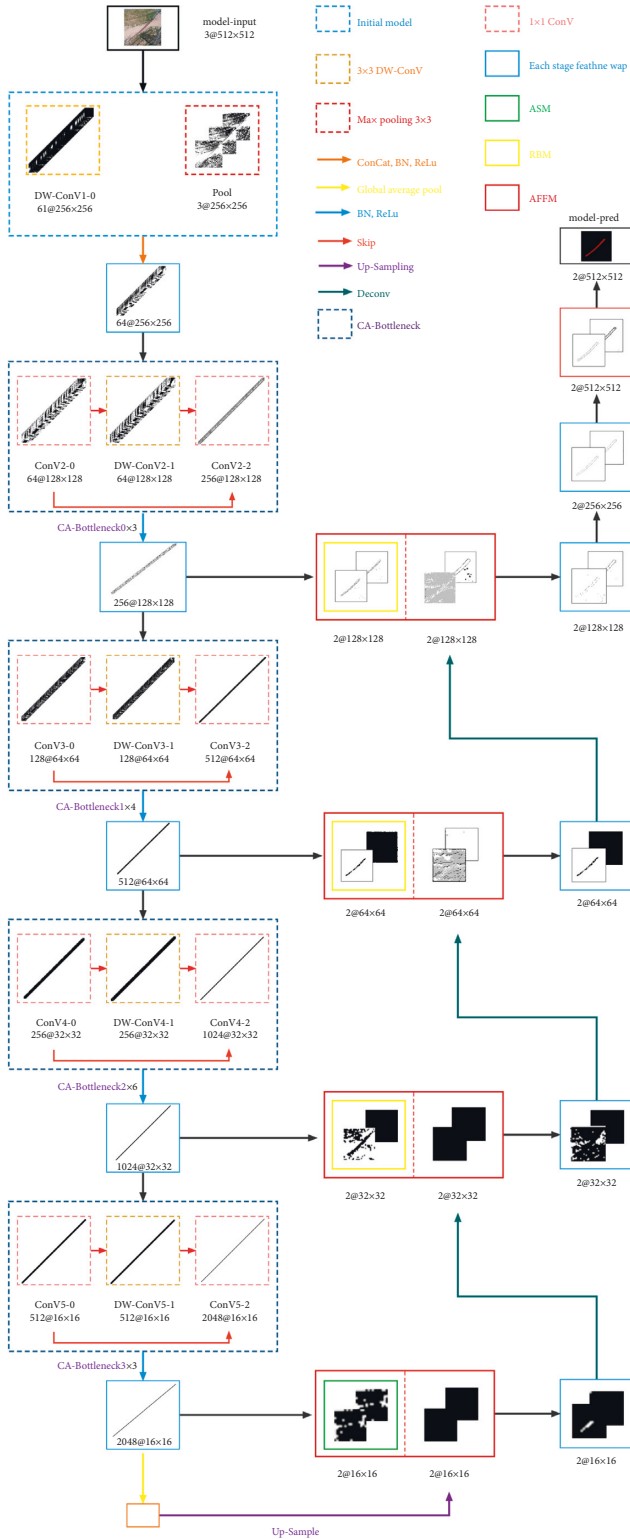 model-input
3@512×512
DW-ConV1-0
61@256×256
Pool
3@256×256
64@256×256
ConV2-0
64@128×128
DW-ConV2-1
64@128×128
ConV2-2
256@128×128
CA-Bottleneck0×3
256@128×128
ConV3-0
128@64×64
DW-ConV3-1
128@64×64
ConV3-2
512@64×64
CA-Bottleneck1×4
512@64×64
ConV4-0
256@32×32
DW-ConV4-1
256@32×32
ConV4-2
1024@32×32
CA-Bottleneck2×6
1024@32×32
ConV5-0
512@16×16
DW-ConV5-1
512@16×16
ConV5-2
2048@16×16
CA-Bottleneck3×3
2048@16×16
Up-Sample
Initial model
3×3 DW-ConV
Max pooling 3×3
ConCat, BN, ReLu
Global average pool
BN, ReLu
Skip
Up-Sampling
Deconv
CA-Bottleneck
1×1 ConV
Each stage feathne wap
ASM
RBM
AFFM
model-pred
2@512×512
2@512×512
2@256×256
2@128×128
2@128×128
2@128×128
2@64×64
2@64×64
2@64×64
2@32×32
2@32×32
2@32×32
2@16×16
2@16×16
2@16×16